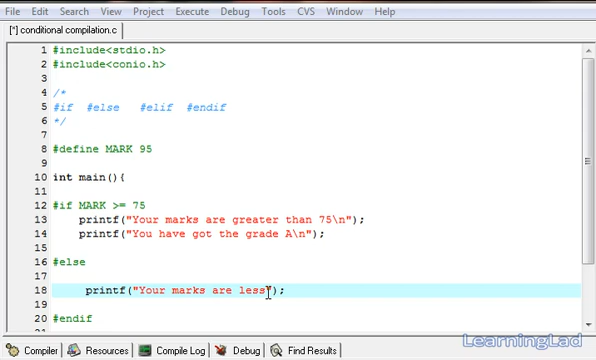 File Edit Search View Project Execute Debug Tools CVS Window Help
[*] conditional compilation.c
1 #include<stdio.h>
2 #include<conio.h>
3
4 /*
5 #if #else #elif #endif
6 */
7
8 #define MARK 95
9
10 int main(){
11
12 #if MARK >= 75
13 printf("Your marks are greater than 75\n");
14 printf("You have got the grade A\n");
15
16 #else
17
18 printf("Your marks are less");
19
20 #endif
LearningLad
Compiler Resources Compile Log Debug Find Results